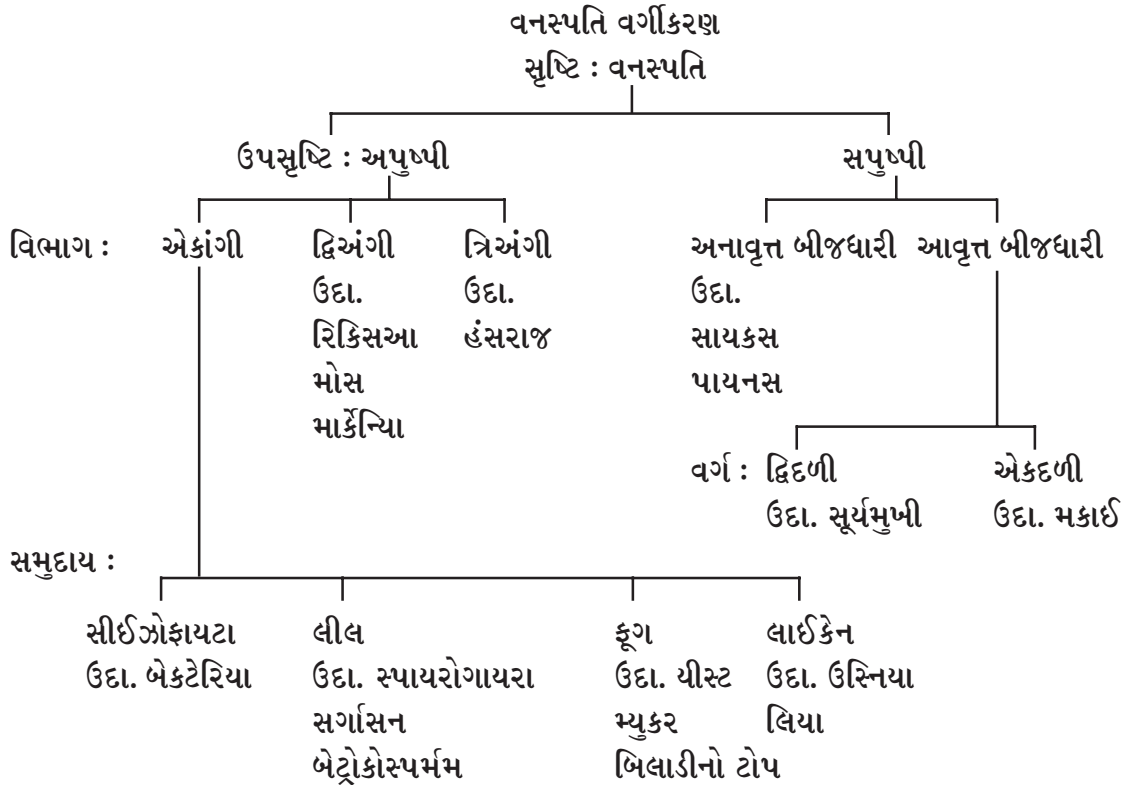 વનસ્પતિ વર્ગીકરણ
સૃષ્ટિ : વનસ્પતિ
ઉપસૃષ્ટિ : અપુષ્પી સપુષ્પી
વિભાગ : એકાંગી દ્વિઅંગી ત્રિઅંગી અનાવૃત્ત બીજધારી આવૃત્ત બીજધારી
ઉદા. ઉદા. ઉદા.
રિકિસઆ હંસરાજ સાયકસ
મોસ પાયનસ
માર્કેન્યિા
વર્ગ : દ્વિદળી એકદળી
ઉદા. સૂર્યમુખી ઉદા. મકાઈ
સમુદાય :
સીઈઝોફાયટા લીલ ફૂગ લાઈકેન
ઉદા. બેકટેરિયા ઉદા. સ્પાયરોગાયરા ઉદા. યીસ્ટ ઉદા. ઉસ્નિયા
સર્ગાસન મ્યુકર લિયા
બેટ્રોકોસ્પર્મમ બિલાડીનો ટોપ